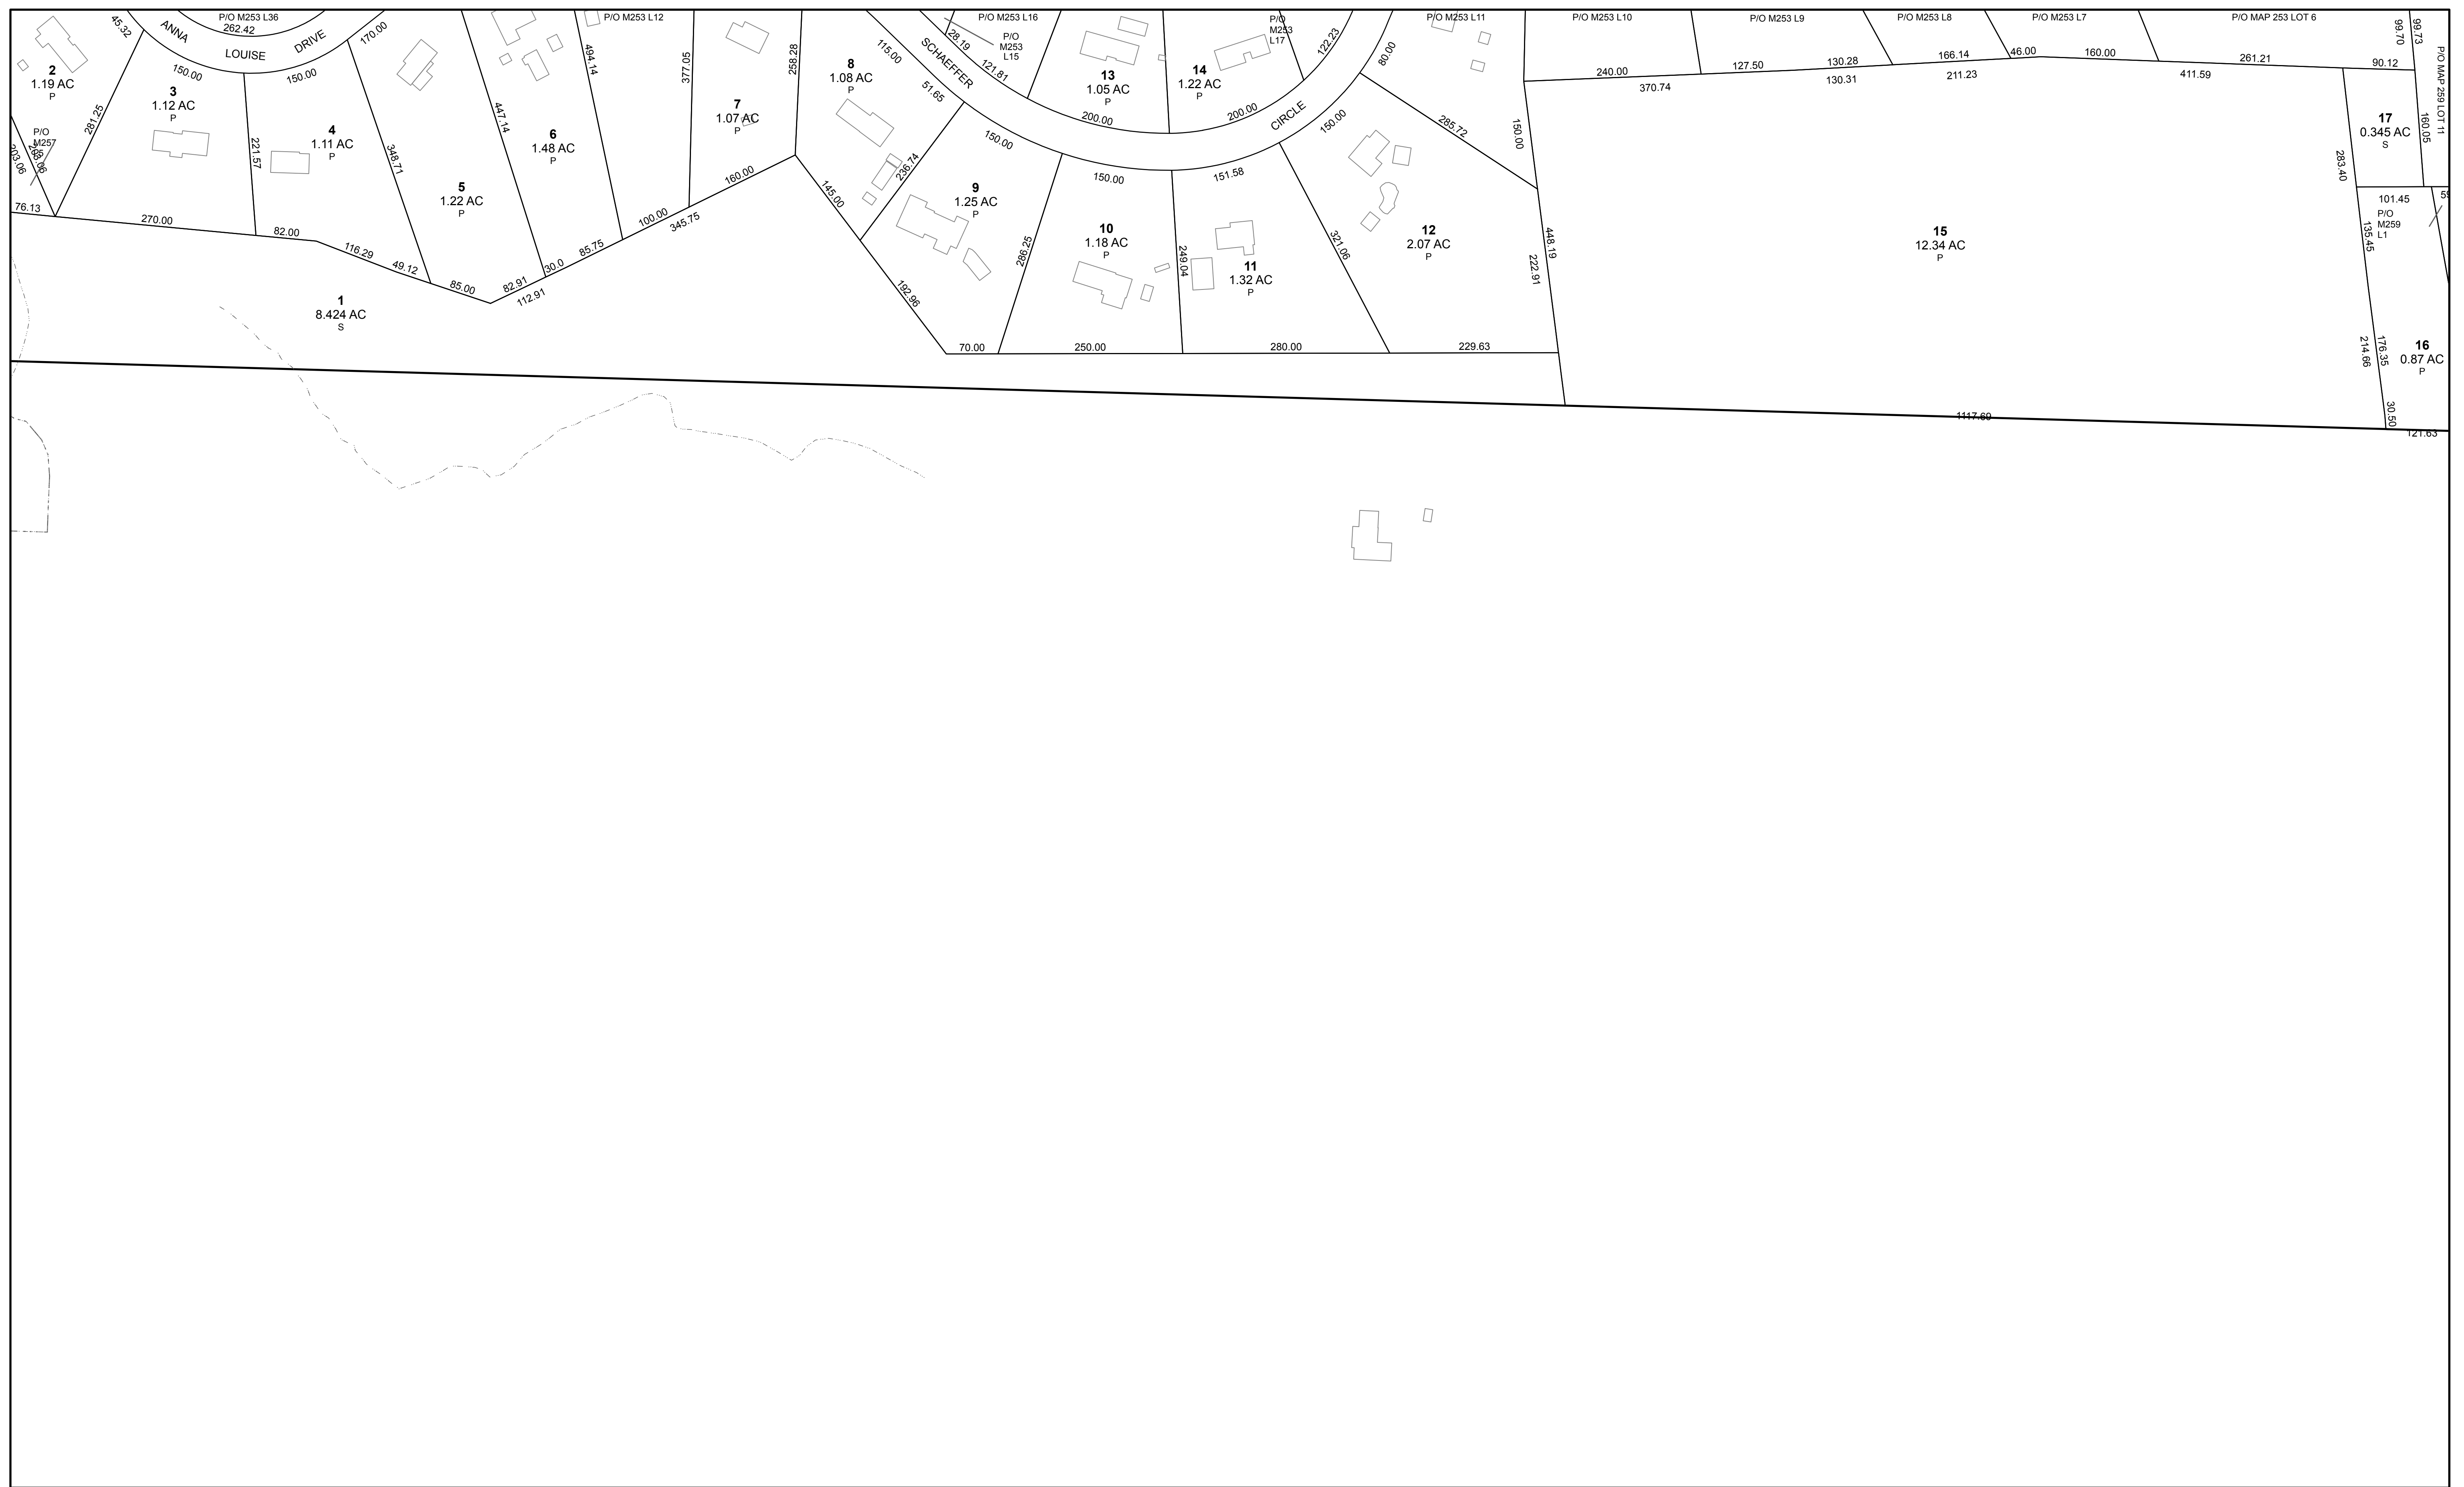 P/O M253 L36
262.42
ANNA
LOUISE
DRIVE
45.32
170.00
150.00
150.00
2
1.19 AC
P
3
1.12 AC
P
4
1.11 AC
P
5
1.22 AC
P
6
1.48 AC
P
7
1.07 AC
P
8
1.08 AC
P
P/O
M257
203.06
281.25
221.57
348.71
447.14
494.14
P/O M253 L12
377.05
258.28
76.13
270.00
82.00
116.29
49.12
85.00
82.91
112.91
30.0
85.75
100.00
345.75
160.00
145.00
192.96
1
8.424 AC
S
115.00
51.65
SCHAEFFER
CIRCLE
28.19
121.81
P/O M253 L16
P/O
M253
L15
13
1.05 AC
P
14
1.22 AC
P
P/O
M253
L17
122.23
80.00
200.00
200.00
150.00
150.00
151.58
150.00
236.74
9
1.25 AC
P
286.25
10
1.18 AC
P
249.04
11
1.32 AC
P
321.06
12
2.07 AC
P
285.72
70.00
250.00
280.00
229.63
P/O M253 L11
P/O M253 L10
P/O M253 L9
P/O M253 L8
P/O M253 L7
P/O MAP 253 LOT 6
150.00
448.19
222.91
240.00
370.74
127.50
130.28
130.31
166.14
211.23
46.00
160.00
261.21
411.59
90.12
99.70
99.73
P/O MAP 259 LOT 11
15
12.34 AC
P
17
0.345 AC
S
160.05
283.40
101.45
P/O
M259
L1
135.45
214.66
176.35
30.50
16
0.87 AC
P
1117.60
121.63